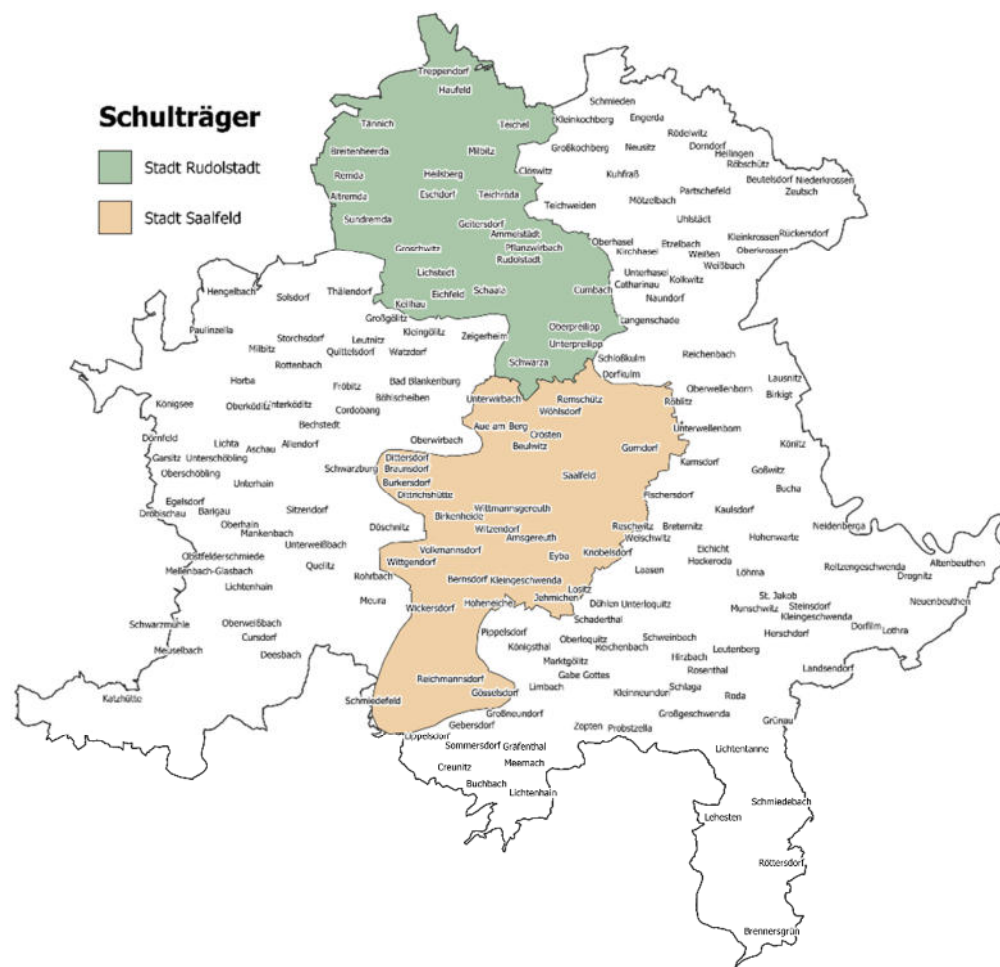 Schulträger
Stadt Rudolstadt
Stadt Saalfeld
Treppendorf
Haufeld
Schmieden
Tännich
Teichel
Kleinkochberg
Engerda
Rödelwitz
Breitenheerda
Milbitz
Großkochberg
Neusitz
Dorndorf
Heilingen
Röbschütz
Remda
Heilsberg
Clöswitz
Kuhfraß
Beutelsdorf
Niederkrossen
Zeutsch
Altremda
Eschdorf
Teichröda
Teichweiden
Mötzelbach
Partschefeld
Sundremda
Geitersdorf
Uhlstädt
Ammelstädt
Groschwitz
Pflanzwirbach
Oberhasel
Kirchhasel
Etzelbach
Weißen
Kleinkrossen
Rückersdorf
Oberkrossen
Rudolstadt
Weißbach
Lichstedt
Unterhasel
Kolkwitz
Catharinau
Hengelbach
Solsdorf
Thälendorf
Eichfeld
Schaala
Cumbach
Naundorf
Keilhau
Großgölitz
Langenschade
Paulinzella
Storchsdorf
Leutnitz
Kleingölitz
Zeigerheim
Oberpreilipp
Milbitz
Quittelsdorf
Watzdorf
Unterpreilipp
Rottenbach
Schwarza
Schloßkulm
Reichenbach
Dorfkulm
Horba
Fröbitz
Bad Blankenburg
Lausnitz
Oberwellenborn
Birkigt
Königsee
Oberköditz
Unterköditz
Böhlscheiben
Cordobang
Unterwirbach
Remschütz
Röblitz
Wöhlsdorf
Bechstedt
Aue am Berg
Crösten
Unterwellenborn
Dörnfeld
Lichta
Aschau
Allendorf
Oberwirbach
Beulwitz
Gorndorf
Könitz
Garsitz
Unterschöbling
Dittersdorf
Kamsdorf
Oberschöbling
Schwarzburg
Braunsdorf
Saalfeld
Goßwitz
Unterhain
Burkersdorf
Bucha
Dittrichshütte
Fischersdorf
Egelsdorf
Dröbischau
Barigau
Sitzendorf
Wittmannsgereuth
Kaulsdorf
Birkenheide
Oberhain
Mankenbach
Döschnitz
Witzendorf
Reschwitz
Breternitz
Neidenberga
Arnsgereuth
Weischwitz
Hohenwarte
Unterweißbach
Volkmannsdorf
Knobelsdorf
Eichicht
Obstfelderschmiede
Wittgendorf
Eyba
Hockeroda
Altenbeuthen
Mellenbach-Glasbach
Quelitz
Laasen
Löhma
Reitzengeschwenda
Drognitz
Rohrbach
Bernsdorf
Kleingeschwenda
Lichtenhain
Lositz
Jehmichen
St. Jakob
Meura
Wickersdorf
Hoheneiche
Döhlen
Unterloquitz
Munschwitz
Steinsdorf
Neuenbeuthen
Kleingeschwenda
Schwarzmühle
Oberweißbach
Schaderthal
Dorfilm
Lothra
Cursdorf
Pippelsdorf
Oberloquitz
Schweinbach
Herschdorf
Meuselbach
Deesbach
Königsthal
Reichenbach
Leutenberg
Marktgölitz
Hirzbach
Rosenthal
Landsendorf
Reichmannsdorf
Gabe Gottes
Katzhütte
Schmiedefeld
Gösselsdorf
Limbach
Kleinneundorf
Schlaga
Roda
Großneundorf
Großgeschwenda
Grünau
Gebersdorf
Zopten
Probstzella
Lippelsdorf
Sommersdorf
Gräfenthal
Lichtentanne
Creunitz
Meernach
Buchbach
Lichtenhain
Schmiedebach
Lehesten
Röttersdorf
Brennersgrün